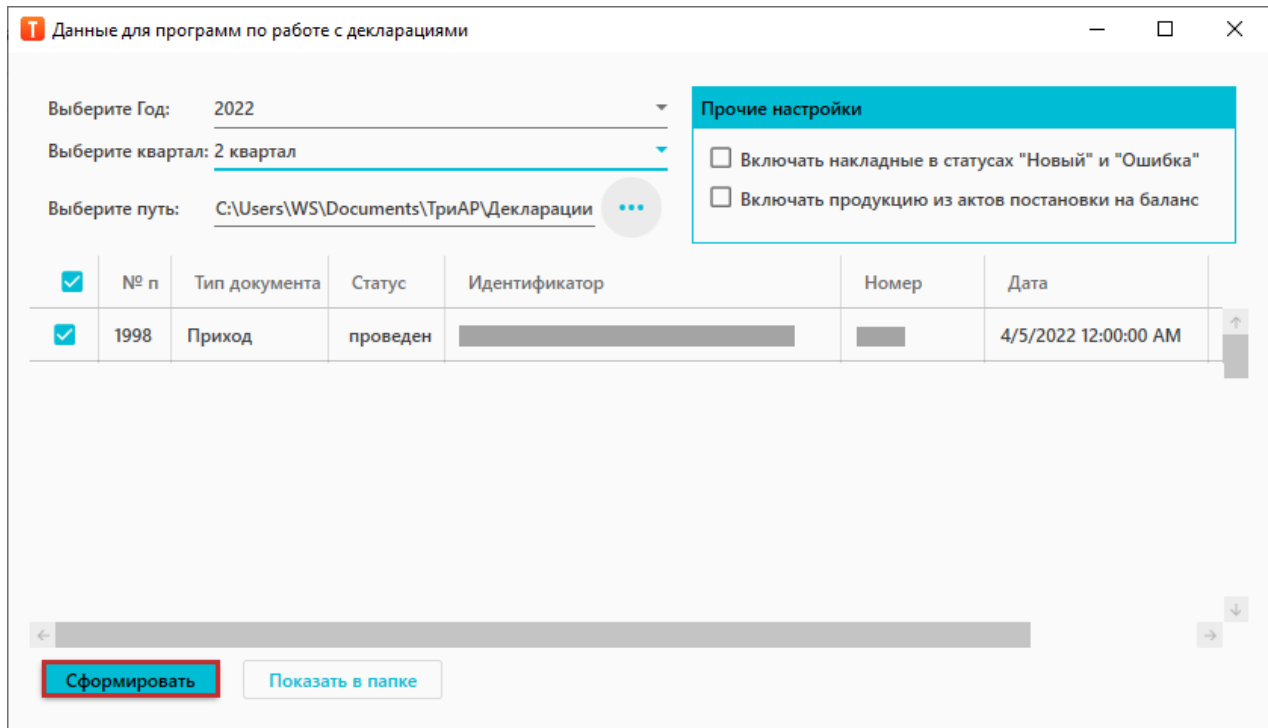 T Данные для программ по работе с декларациями
Выберите Год: 2022
Выберите квартал: 2 квартал
Выберите путь: C:\Users\WS\Documents\ТриАР\Декларации
Прочие настройки
Включать накладные в статусах "Новый" и "Ошибка"
Включать продукцию из актов постановки на баланс
№ п Тип документа Статус Идентификатор Номер Дата
1998 Приход проведен 4/5/2022 12:00:00 AM
Сформировать Показать в папке